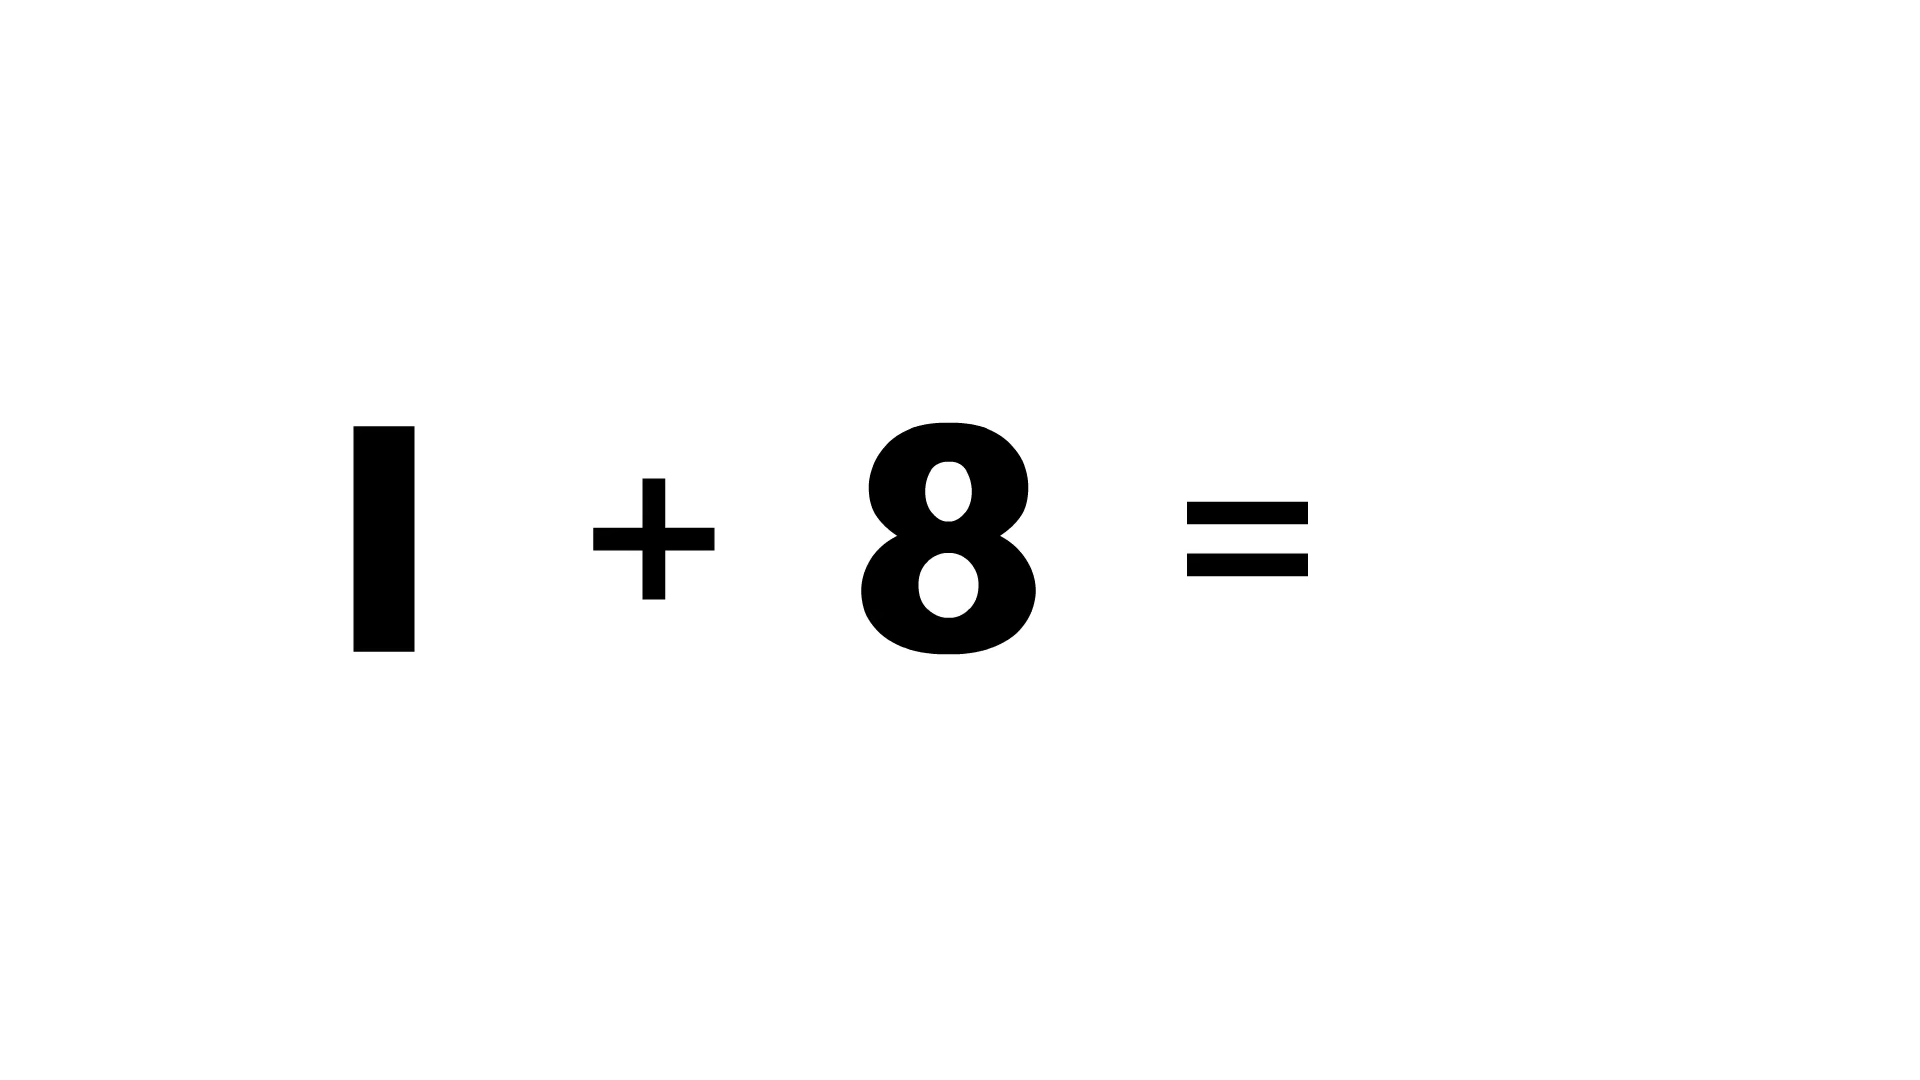 I + 8 =